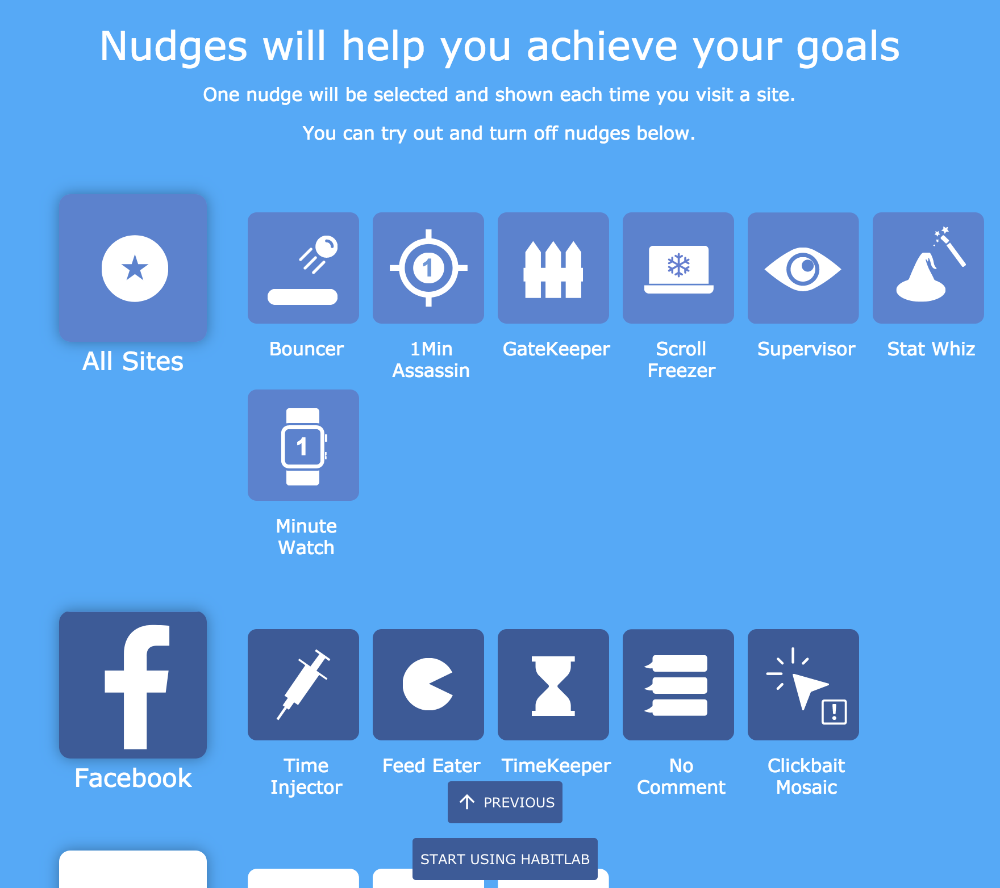 Nudges will help you achieve your goals
One nudge will be selected and shown each time you visit a site.
You can try out and turn off nudges below.
All Sites
Bouncer
1
1Min
Assassin
GateKeeper
Scroll
Freezer
Supervisor
Stat Whiz
1
Minute
Watch
f
Facebook
Time
Injector
Feed Eater
TimeKeeper
No
Comment
!
Clickbait
Mosaic
PREVIOUS
START USING HABITLAB